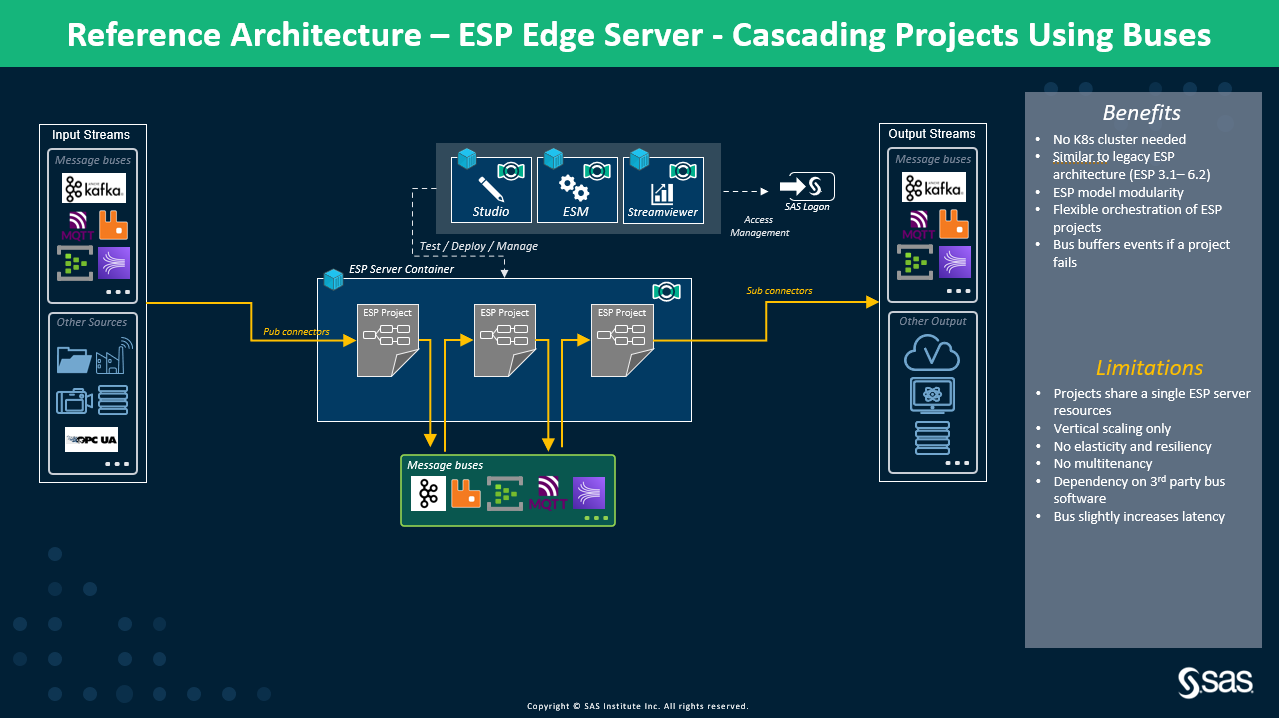 Reference Architecture – ESP Edge Server - Cascading Projects Using Buses
Input Streams
Message buses
kafka
MQTT
Other Sources
OPC UA
Studio
ESM
Streamviewer
SAS Logon
Access
Management
Test / Deploy / Manage
ESP Server Container
Pub connectors
ESP Project
ESP Project
ESP Project
Sub connectors
Message buses
MQTT
Output Streams
Message buses
kafka
MQTT
Other Output
Benefits
• No K8s cluster needed
• Similar to legacy ESP
architecture (ESP 3.1– 6.2)
• ESP model modularity
• Flexible orchestration of ESP
projects
• Bus buffers events if a project
fails
Limitations
• Projects share a single ESP server
resources
• Vertical scaling only
• No elasticity and resiliency
• No multitenancy
• Dependency on 3rd party bus
software
• Bus slightly increases latency
sas
Copyright © SAS Institute Inc. All rights reserved.